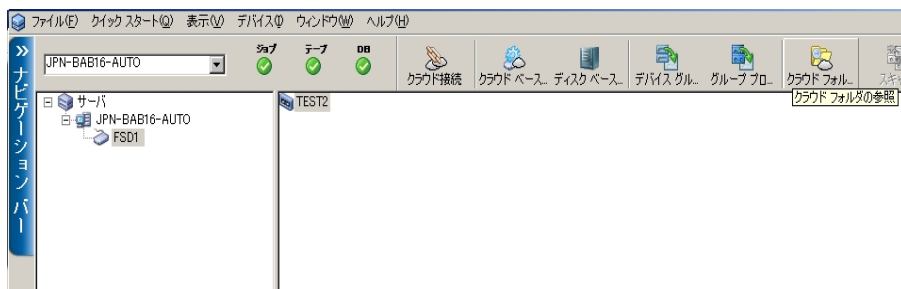 ファイル(F) クイック スタート(Q) 表示(V) デバイス(D) ウィンドウ(W) ヘルプ(H)
ナビゲーション バー
JPN-BAB16-AUTO
ジョブ テープ DB
クラウド接続 クラウド ベース... ディスク ベース... デバイス グル... グループ プロ... クラウド フォル...
クラウド フォルダの参照
サーバ
JPN-BAB16-AUTO
FSD1
TEST2